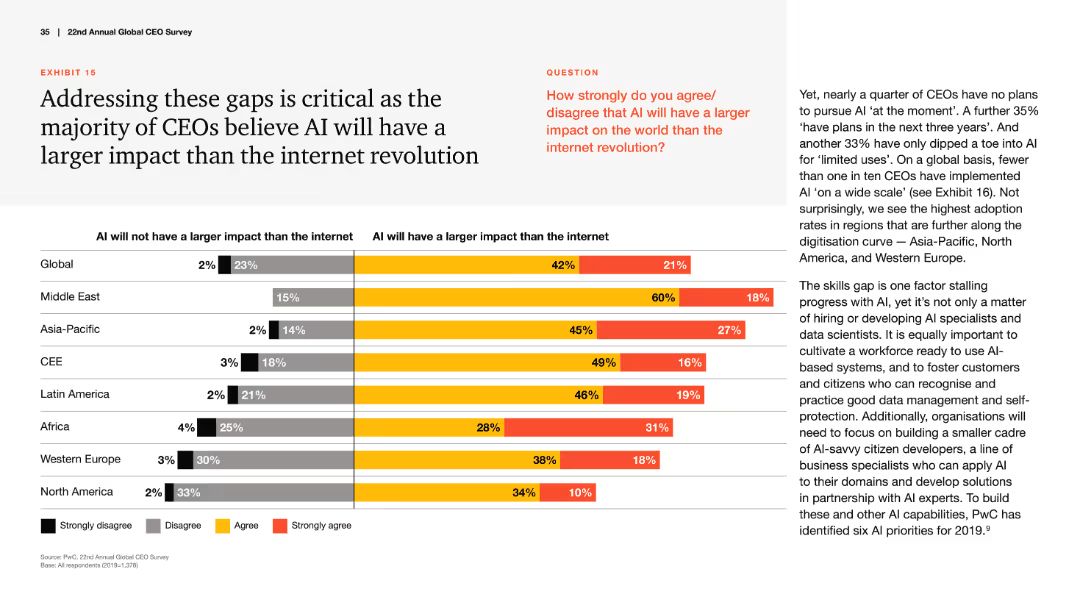 35 | 22nd Annual Global CEO Survey
EXHIBIT 15
Addressing these gaps is critical as the
majority of CEOs believe AI will have a
larger impact than the internet revolution
QUESTION
How strongly do you agree/
disagree that AI will have a larger
impact on the world than the
internet revolution?
AI will not have a larger impact than the internet
AI will have a larger impact than the internet
Global 2% 23% 42% 21%
Middle East 15% 60% 18%
Asia-Pacific 2% 14% 45% 27%
CEE 3% 18% 49% 16%
Latin America 2% 21% 46% 19%
Africa 4% 25% 28% 31%
Western Europe 3% 30% 38% 18%
North America 2% 33% 34% 10%
Strongly disagree Disagree Agree Strongly agree
Source: PwC, 22nd Annual Global CEO Survey
Base: All respondents (2019=1,378)
Yet, nearly a quarter of CEOs have no plans
to pursue AI ‘at the moment’. A further 35%
‘have plans in the next three years’. And
another 33% have only dipped a toe into AI
for ‘limited uses’. On a global basis, fewer
than one in ten CEOs have implemented
AI ‘on a wide scale’ (see Exhibit 16). Not
surprisingly, we see the highest adoption
rates in regions that are further along the
digitisation curve — Asia-Pacific, North
America, and Western Europe.
The skills gap is one factor stalling
progress with AI, yet it’s not only a matter
of hiring or developing AI specialists and
data scientists. It is equally important to
cultivate a workforce ready to use AI-
based systems, and to foster customers
and citizens who can recognise and
practice good data management and self-
protection. Additionally, organisations will
need to focus on building a smaller cadre
of AI-savvy citizen developers, a line of
business specialists who can apply AI
to their domains and develop solutions
in partnership with AI experts. To build
these and other AI capabilities, PwC has
identified six AI priorities for 2019.⁹